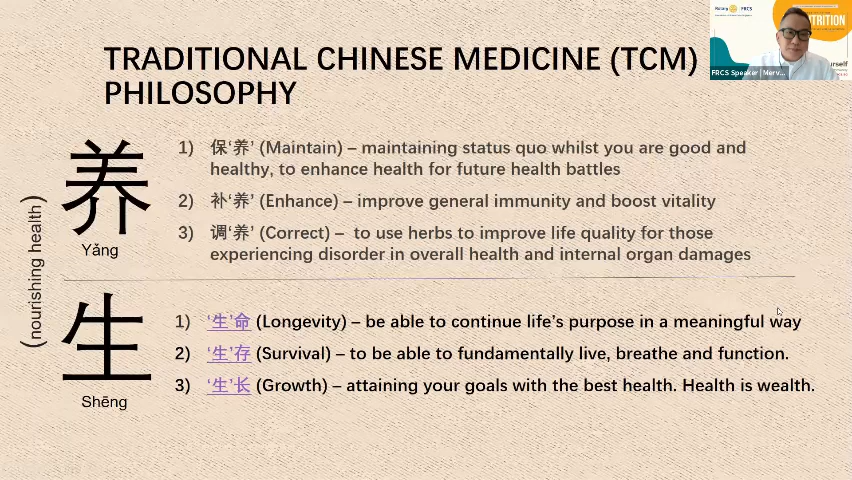 TRADITIONAL CHINESE MEDICINE (TCM)
PHILOSOPHY
养
Yǎng
1) 保‘养’ (Maintain) – maintaining status quo whilst you are good and
healthy, to enhance health for future health battles
2) 补‘养’ (Enhance) – improve general immunity and boost vitality
3) 调‘养’ (Correct) – to use herbs to improve life quality for those
experiencing disorder in overall health and internal organ damages
(nourishing health)
生
Shēng
1) ‘生’命 (Longevity) – be able to continue life’s purpose in a meaningful way
2) ‘生’存 (Survival) – to be able to fundamentally live, breathe and function.
3) ‘生’长 (Growth) – attaining your goals with the best health. Health is wealth.
Rotary FRCS
FRCS Speaker | Merv...